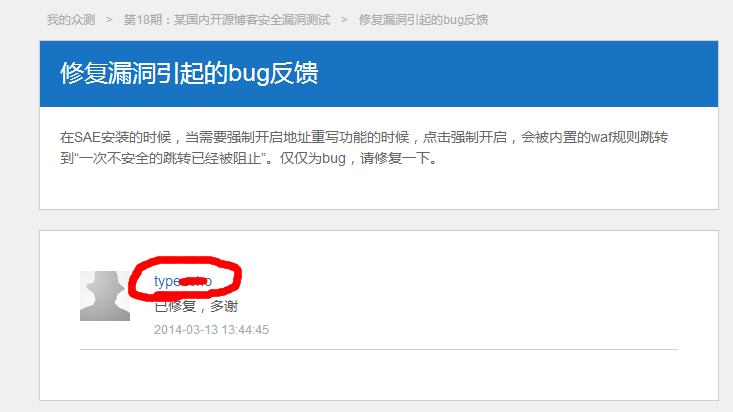 我的众测 > 第18期：某国内开源博客安全漏洞测试 > 修复漏洞引起的bug反馈
修复漏洞引起的bug反馈
在SAE安装的时候，当需要强制开启地址重写功能的时候，点击强制开启，会被内置的waf规则跳转
到“一次不安全的跳转已经被阻止”。仅仅为bug，请修复一下。
已修复，多谢
2014-03-13 13:44:45